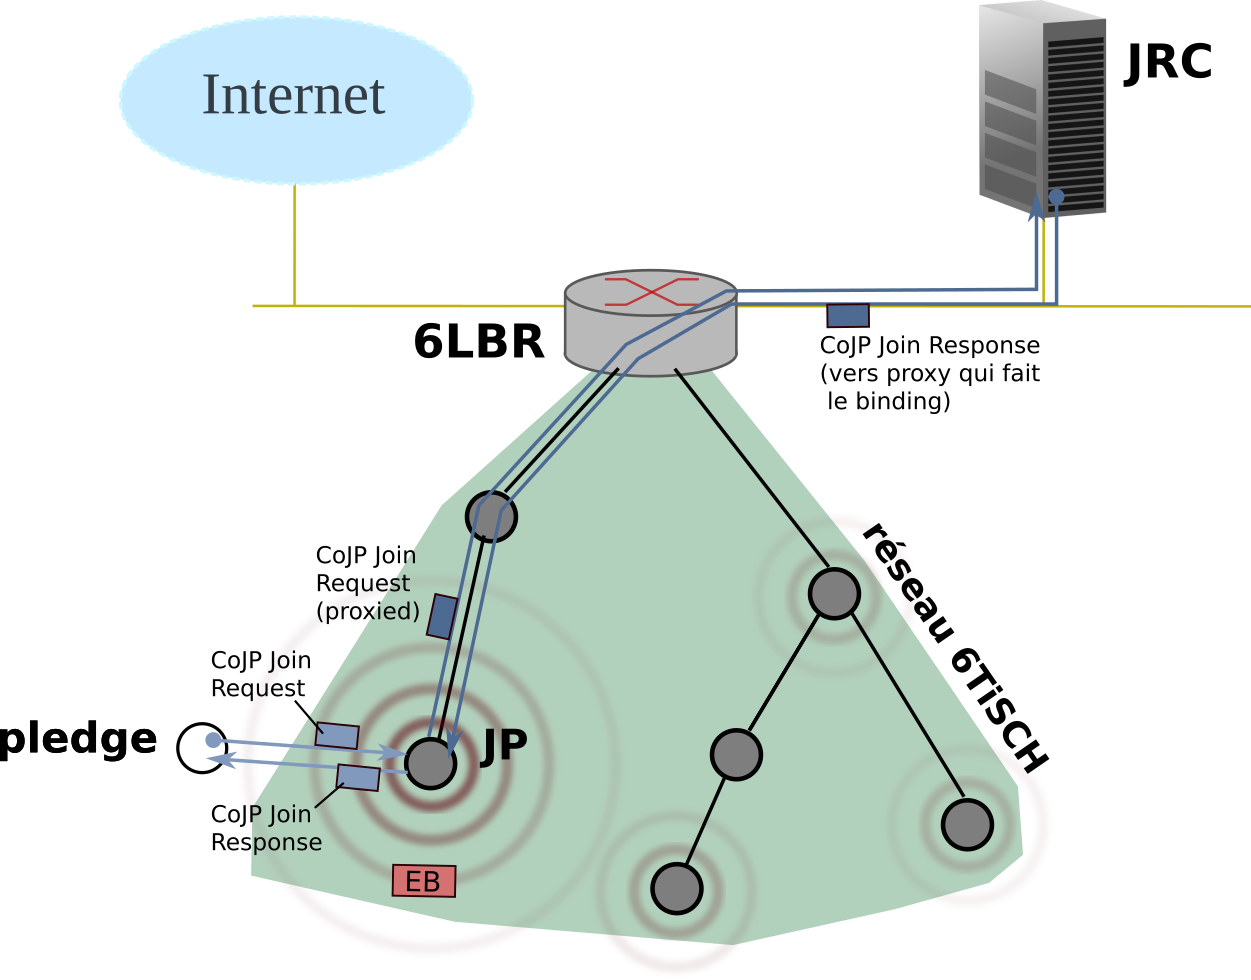 Internet
JRC
6LBR
CoJP Join Response
(vers proxy qui fait
le binding)
CoJP Join
Request
(proxied)
réseau 6TiSCH
CoJP Join
Request
pledge
JP
CoJP Join
Response
EB